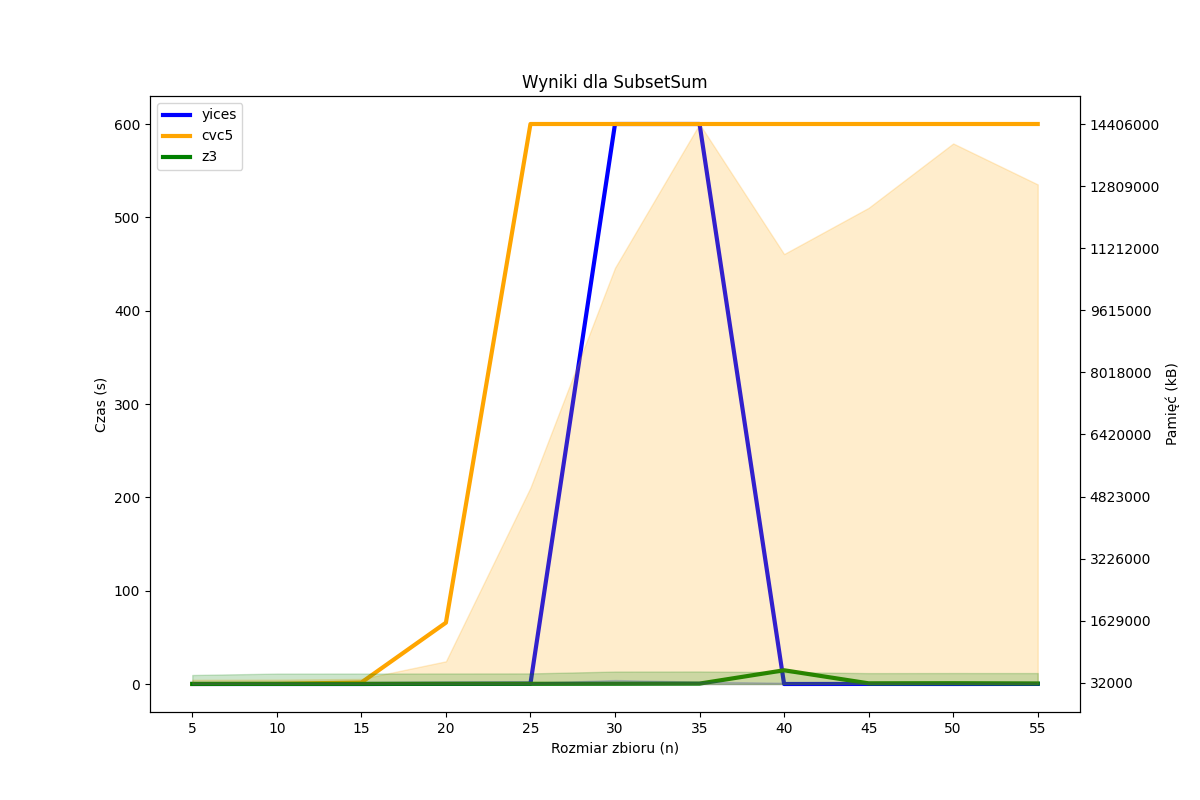 Wyniki dla SubsetSum
yices
cvc5
z3
600
500
400
300
200
100
0
Czas (s)
14406000
12809000
11212000
9615000
8018000
6420000
4823000
3226000
1629000
32000
Pamięć (kB)
5 10 15 20 25 30 35 40 45 50 55
Rozmiar zbioru (n)